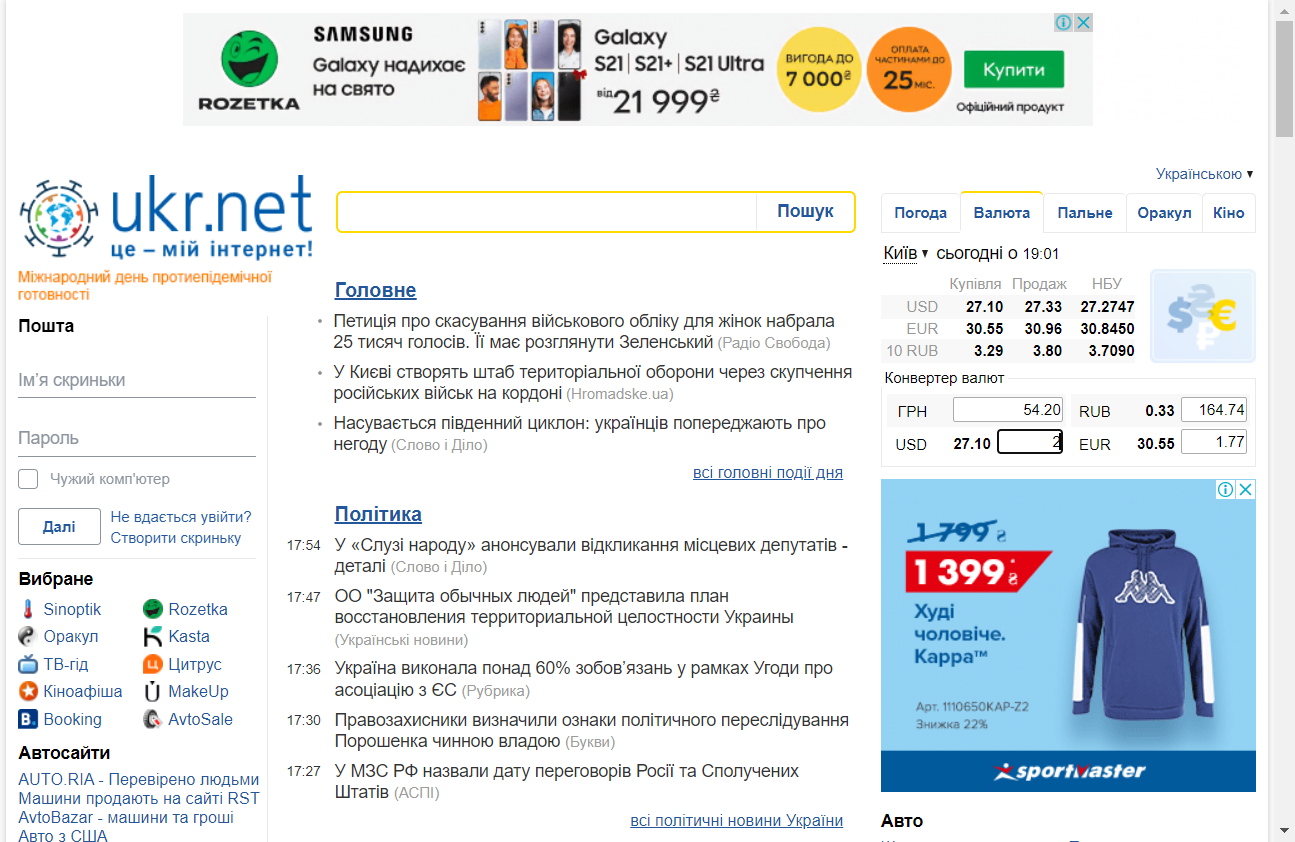 SAMSUNG
Galaxy надихає
на свято
ROZETKA
Galaxy
S21 | S21+ | S21 Ultra
від 21 999₴
ВИГОДА ДО
7 000₴
ОПЛАТА
ЧАСТИНАМИ ДО
25 МІС.
Купити
Офіційний продукт
Українською ▾
ukr.net
це – мій інтернет!
Міжнародний день протиепідемічної
готовності
Пошук
Погода Валюта Пальне Оракул Кіно
Київ ▾ сьогодні о 19:01
Купівля Продаж НБУ
USD 27.10 27.33 27.2747
EUR 30.55 30.96 30.8450
10 RUB 3.29 3.80 3.7090
Конвертер валют
ГРН 54.20 RUB 0.33 164.74
USD 27.10 2 EUR 30.55 1.77
Пошта
Ім'я скриньки
Пароль
Чужий комп'ютер
Далі
Не вдається увійти?
Створити скриньку
Вибране
Sinoptik Rozetka
Оракул Kasta
ТВ-гід Цитрус
Кіноафіша MakeUp
Booking AvtoSale
Автосайти
AUTO.RIA - Перевірено людьми
Машини продають на сайті RST
AvtoBazar - машини та гроші
Авто з США
Головне
Петиція про скасування військового обліку для жінок набрала
25 тисяч голосів. Її має розглянути Зеленський (Радіо Свобода)
У Києві створять штаб територіальної оборони через скупчення
російських військ на кордоні (Hromadske.ua)
Насувається південний циклон: українців попереджають про
негоду (Слово і Діло)
всі головні події дня
Політика
17:54 У «Слузі народу» анонсували відкликання місцевих депутатів -
деталі (Слово і Діло)
17:47 ОО "Защита обычных людей" представила план
восстановления территориальной целостности Украины
(Українські новини)
17:36 Україна виконала понад 60% зобов'язань у рамках Угоди про
асоціацію з ЄС (Рубрика)
17:30 Правозахисники визначили ознаки політичного переслідування
Порошенка чинною владою (Букви)
17:27 У МЗС РФ назвали дату переговорів Росії та Сполучених
Штатів (АСПІ)
всі політичні новини України
1 799 ₴
1 399 ₴
Худі
чоловіче.
Kappa™
Арт. 1110650KAP-Z2
Знижка 22%
sportmaster
Авто